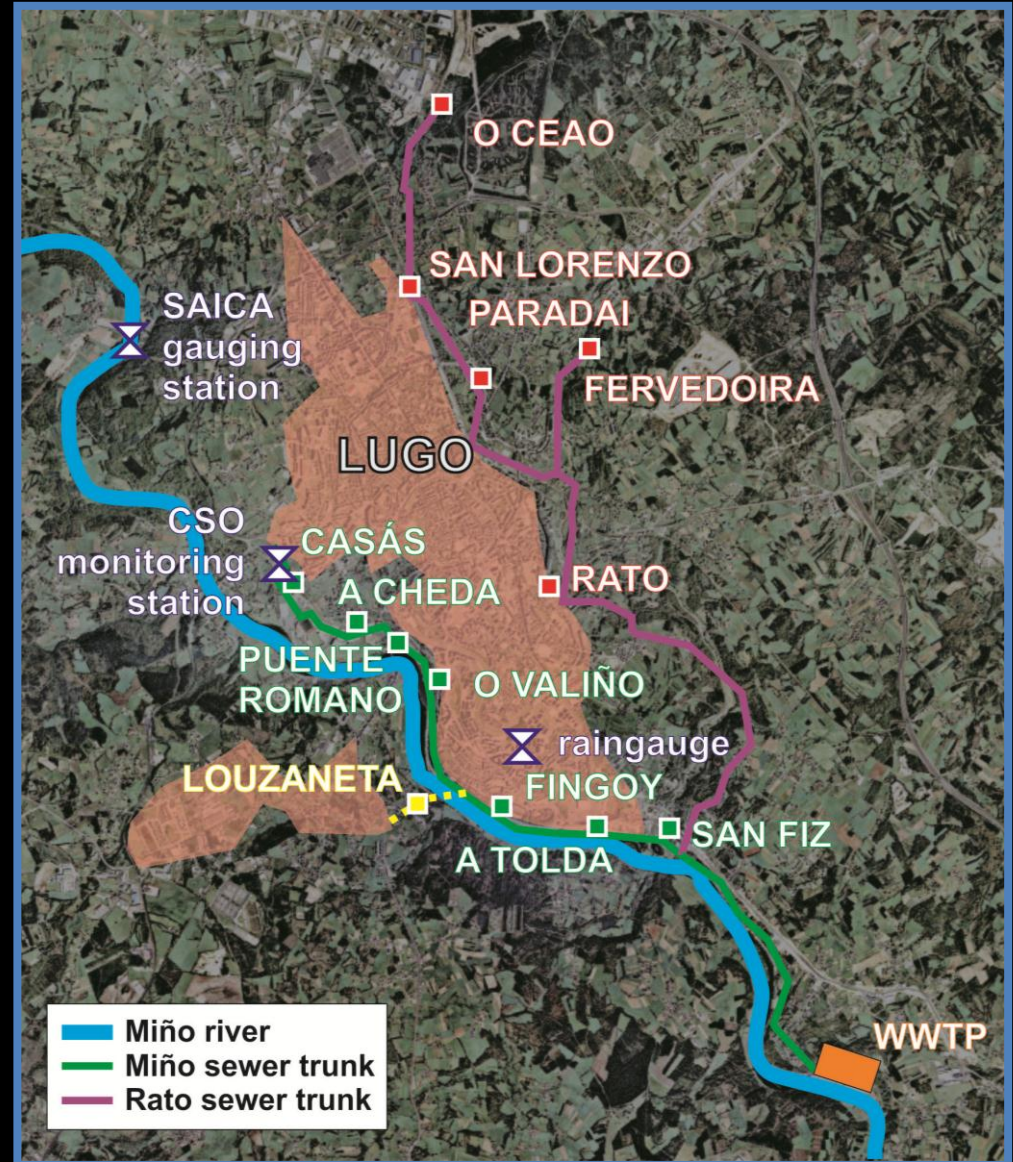 O CEAO
SAN LORENZO
PARADAI
SAICA
gauging
station
FERVEDOIRA
LUGO
CSO
monitoring
station
CASÁS
A CHEDA
RATO
PUENTE
ROMANO
O VALIÑO
raingauge
LOUZANETA
FINGOY
A TOLDA
SAN FIZ
WWTP
Miño river
Miño sewer trunk
Rato sewer trunk